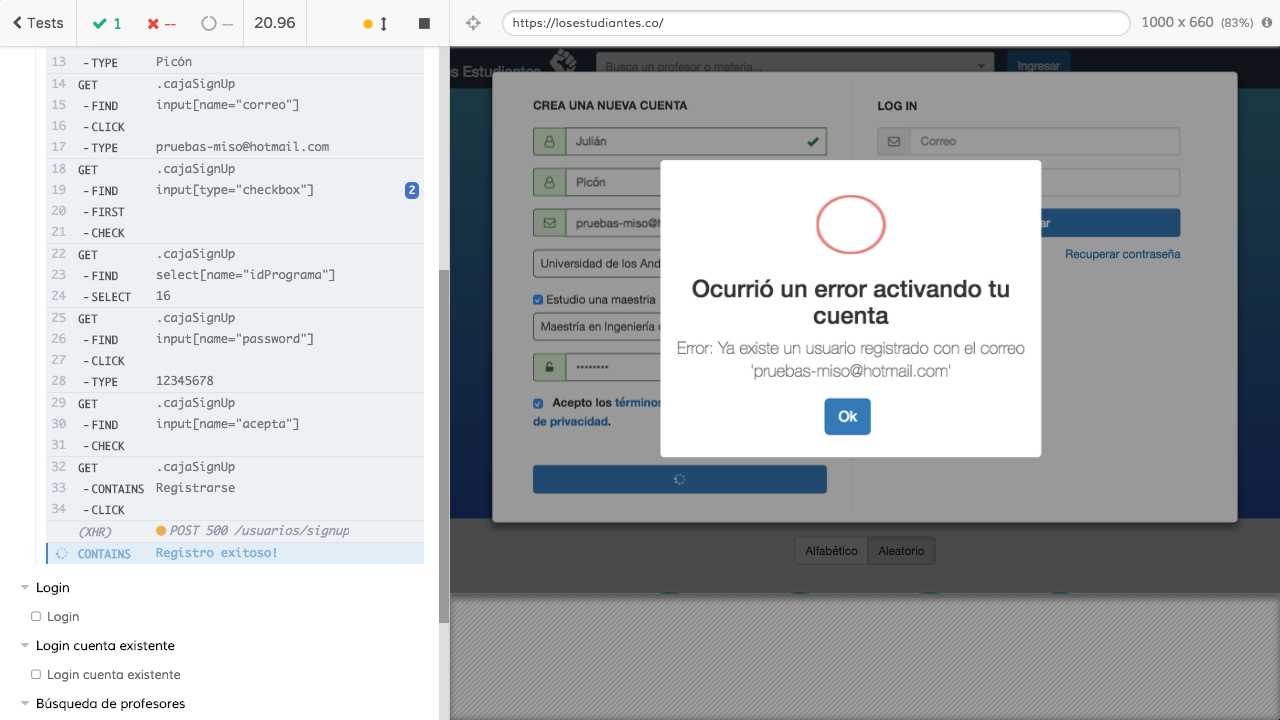 Tests
1
--
--
20.96
https://losestudiantes.co/
1000 x 660 (83%)
13 -TYPE Picón
14 GET .cajaSignUp
15 -FIND input[name="correo"]
16 -CLICK
17 -TYPE pruebas-miso@hotmail.com
18 GET .cajaSignUp
19 -FIND input[type="checkbox"] 2
20 -FIRST
21 -CHECK
22 GET .cajaSignUp
23 -FIND select[name="idPrograma"]
24 -SELECT 16
25 GET .cajaSignUp
26 -FIND input[name="password"]
27 -CLICK
28 -TYPE 12345678
29 GET .cajaSignUp
30 -FIND input[name="acepta"]
31 -CHECK
32 GET .cajaSignUp
33 -CONTAINS Registrarse
34 -CLICK
(XHR) POST 500 /usuarios/signup
CONTAINS Registro exitoso!
Login
Login
Login cuenta existente
Login cuenta existente
Búsqueda de profesores
os Estudiantes
Busca un profesor o materia...
Ingresar
CREA UNA NUEVA CUENTA
Julián
Picón
pruebas-miso@h
Universidad de los And
Estudio una maestria
Maestría en Ingeniería
••••••••
Acepto los términos
de privacidad.
LOG IN
Correo
ar
Recuperar contraseña
Ocurrió un error activando tu
cuenta
Error: Ya existe un usuario registrado con el correo
'pruebas-miso@hotmail.com'
Ok
Alfabético Aleatorio